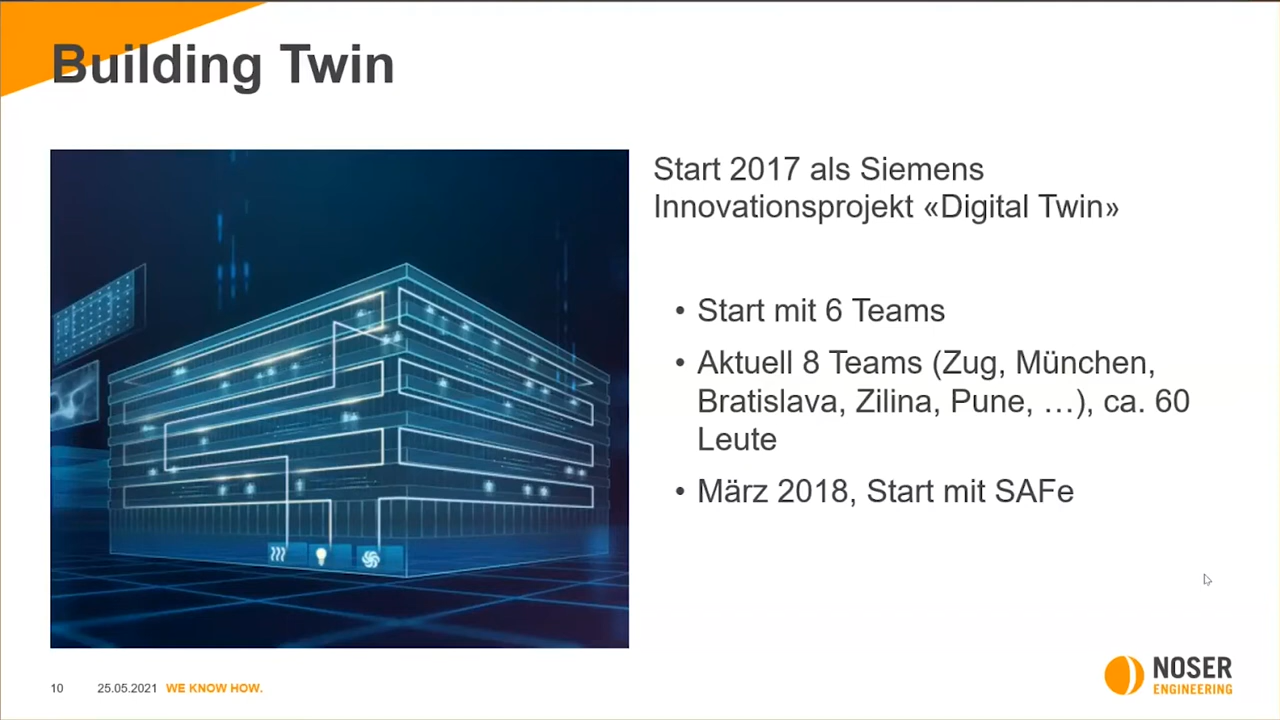 Building Twin
Start 2017 als Siemens
Innovationsprojekt «Digital Twin»
• Start mit 6 Teams
• Aktuell 8 Teams (Zug, München,
Bratislava, Zilina, Pune, …), ca. 60
Leute
• März 2018, Start mit SAFe
10 25.05.2021 WE KNOW HOW.
NOSER
ENGINEERING